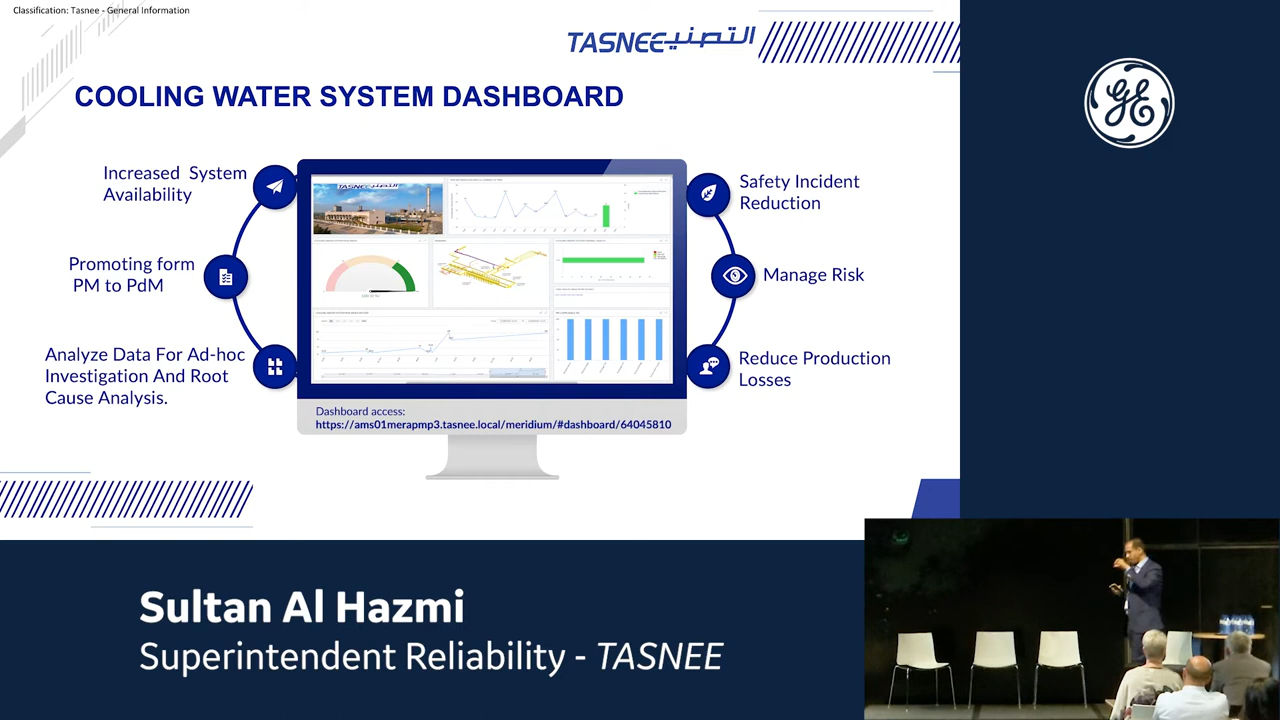 Classification: Tasnee - General Information
TASNEE التصنيع
COOLING WATER SYSTEM DASHBOARD
Increased System
Availability
Promoting form
PM to PdM
Analyze Data For Ad-hoc
Investigation And Root
Cause Analysis.
TASNEE
Safety Incident
Reduction
Manage Risk
Reduce Production
Losses
Dashboard access:
https://ams01merapmp3.tasnee.local/meridium/#dashboard/64045810
GE
Sultan Al Hazmi
Superintendent Reliability - TASNEE